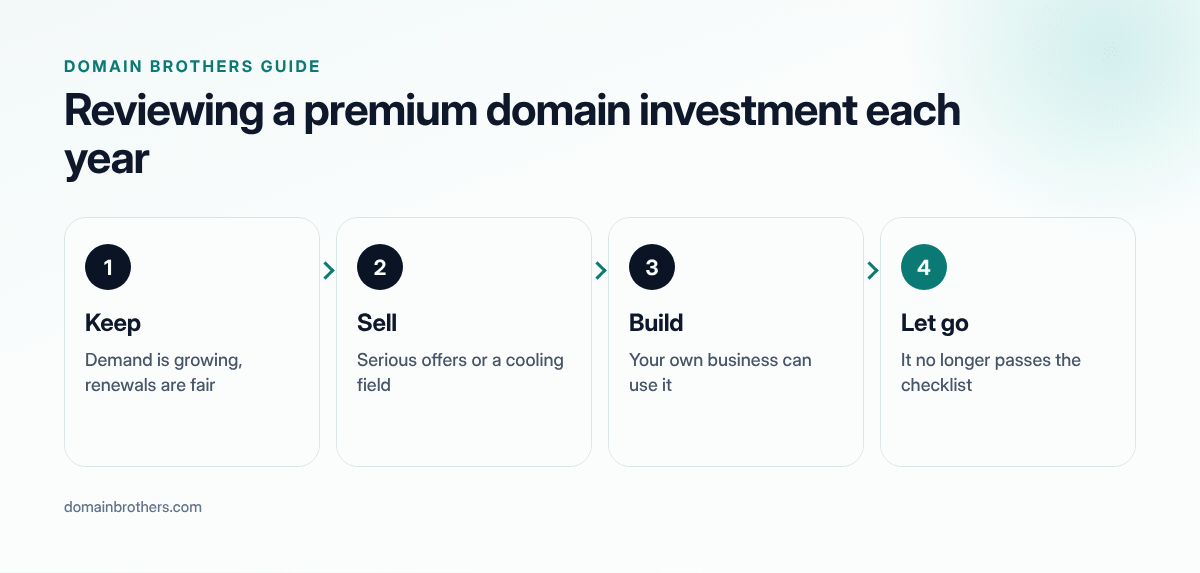 DOMAIN BROTHERS GUIDE
Reviewing a premium domain investment each
year
1
Keep
Demand is growing,
renewals are fair
2
Sell
Serious offers or a cooling
field
3
Build
Your own business can
use it
4
Let go
It no longer passes the
checklist
domainbrothers.com